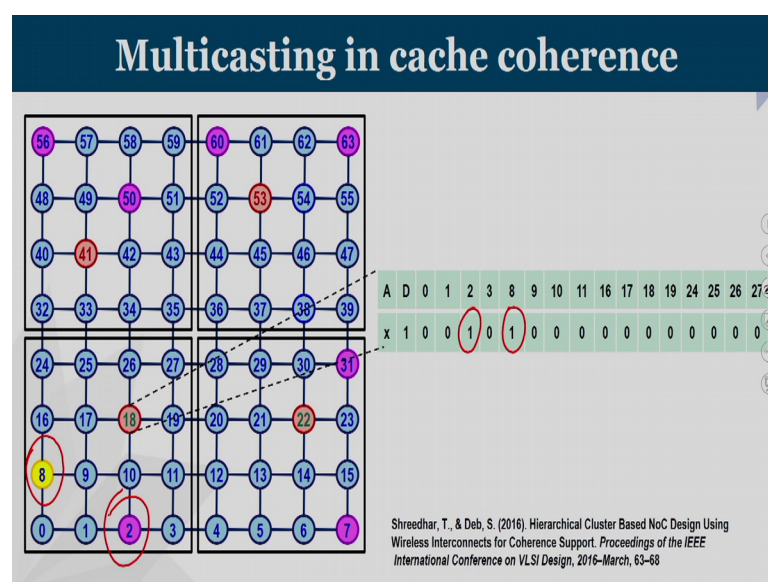 Multicasting in cache coherence
56 57 58 59 60 61 62 63
48 49 50 51 52 53 54 55
40 41 42 43 44 45 46 47
A D 0 1 2 3 8 9 10 11 16 17 18 19 24 25 26 27
32 33 34 35 36 37 38 39
x 1 0 0 1 0 1 0 0 0 0 0 0 0 0 0 0 0
24 25 26 27 28 29 30 31
16 17 18 19 20 21 22 23
8 9 10 11 12 13 14 15
0 1 2 3 4 5 6 7
Shreedhar, T., & Deb, S. (2016). Hierarchical Cluster Based NoC Design Using
Wireless Interconnects for Coherence Support. Proceedings of the IEEE
International Conference on VLSI Design, 2016–March, 63–68